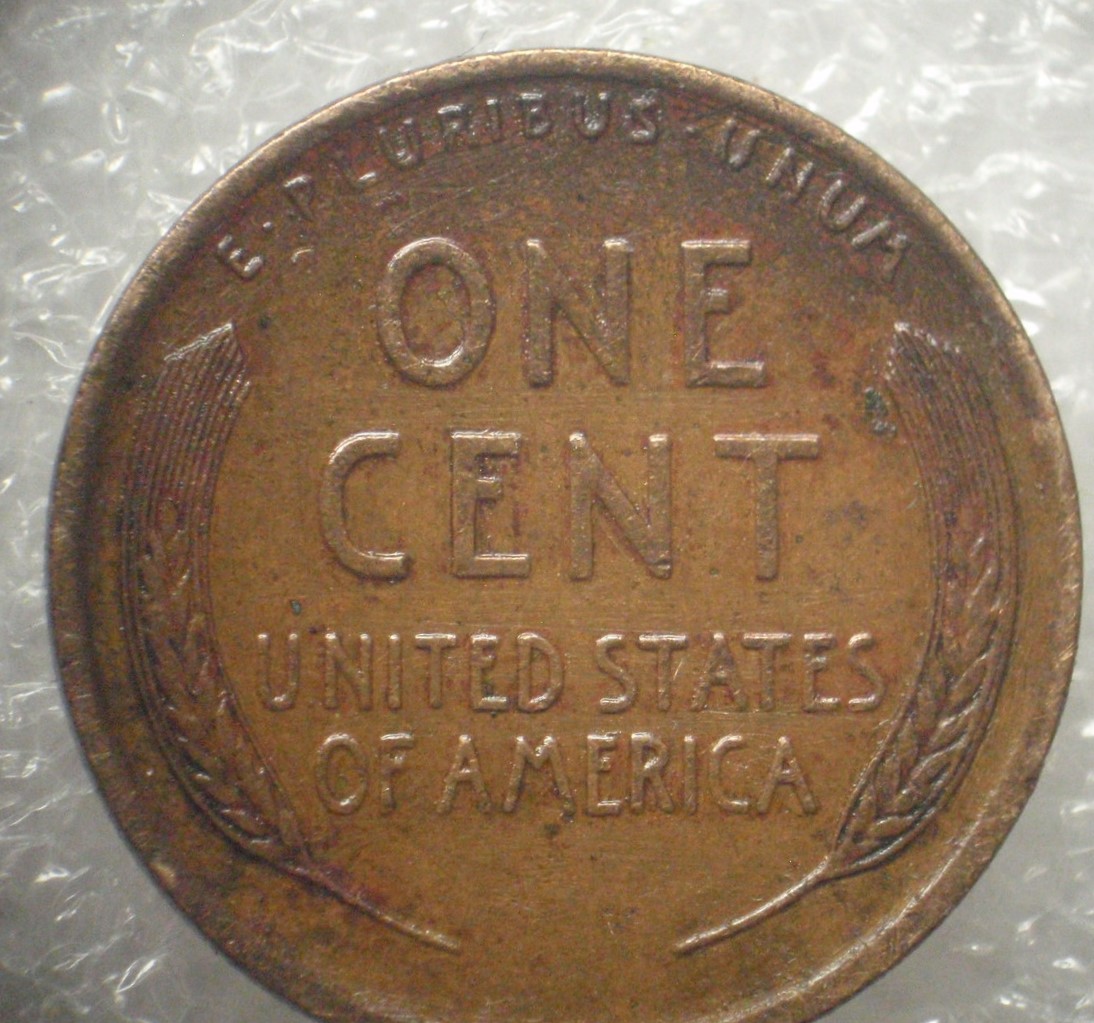 E·PLURIBUS·UNUM
ONE
CENT
UNITED STATES
OF AMERICA